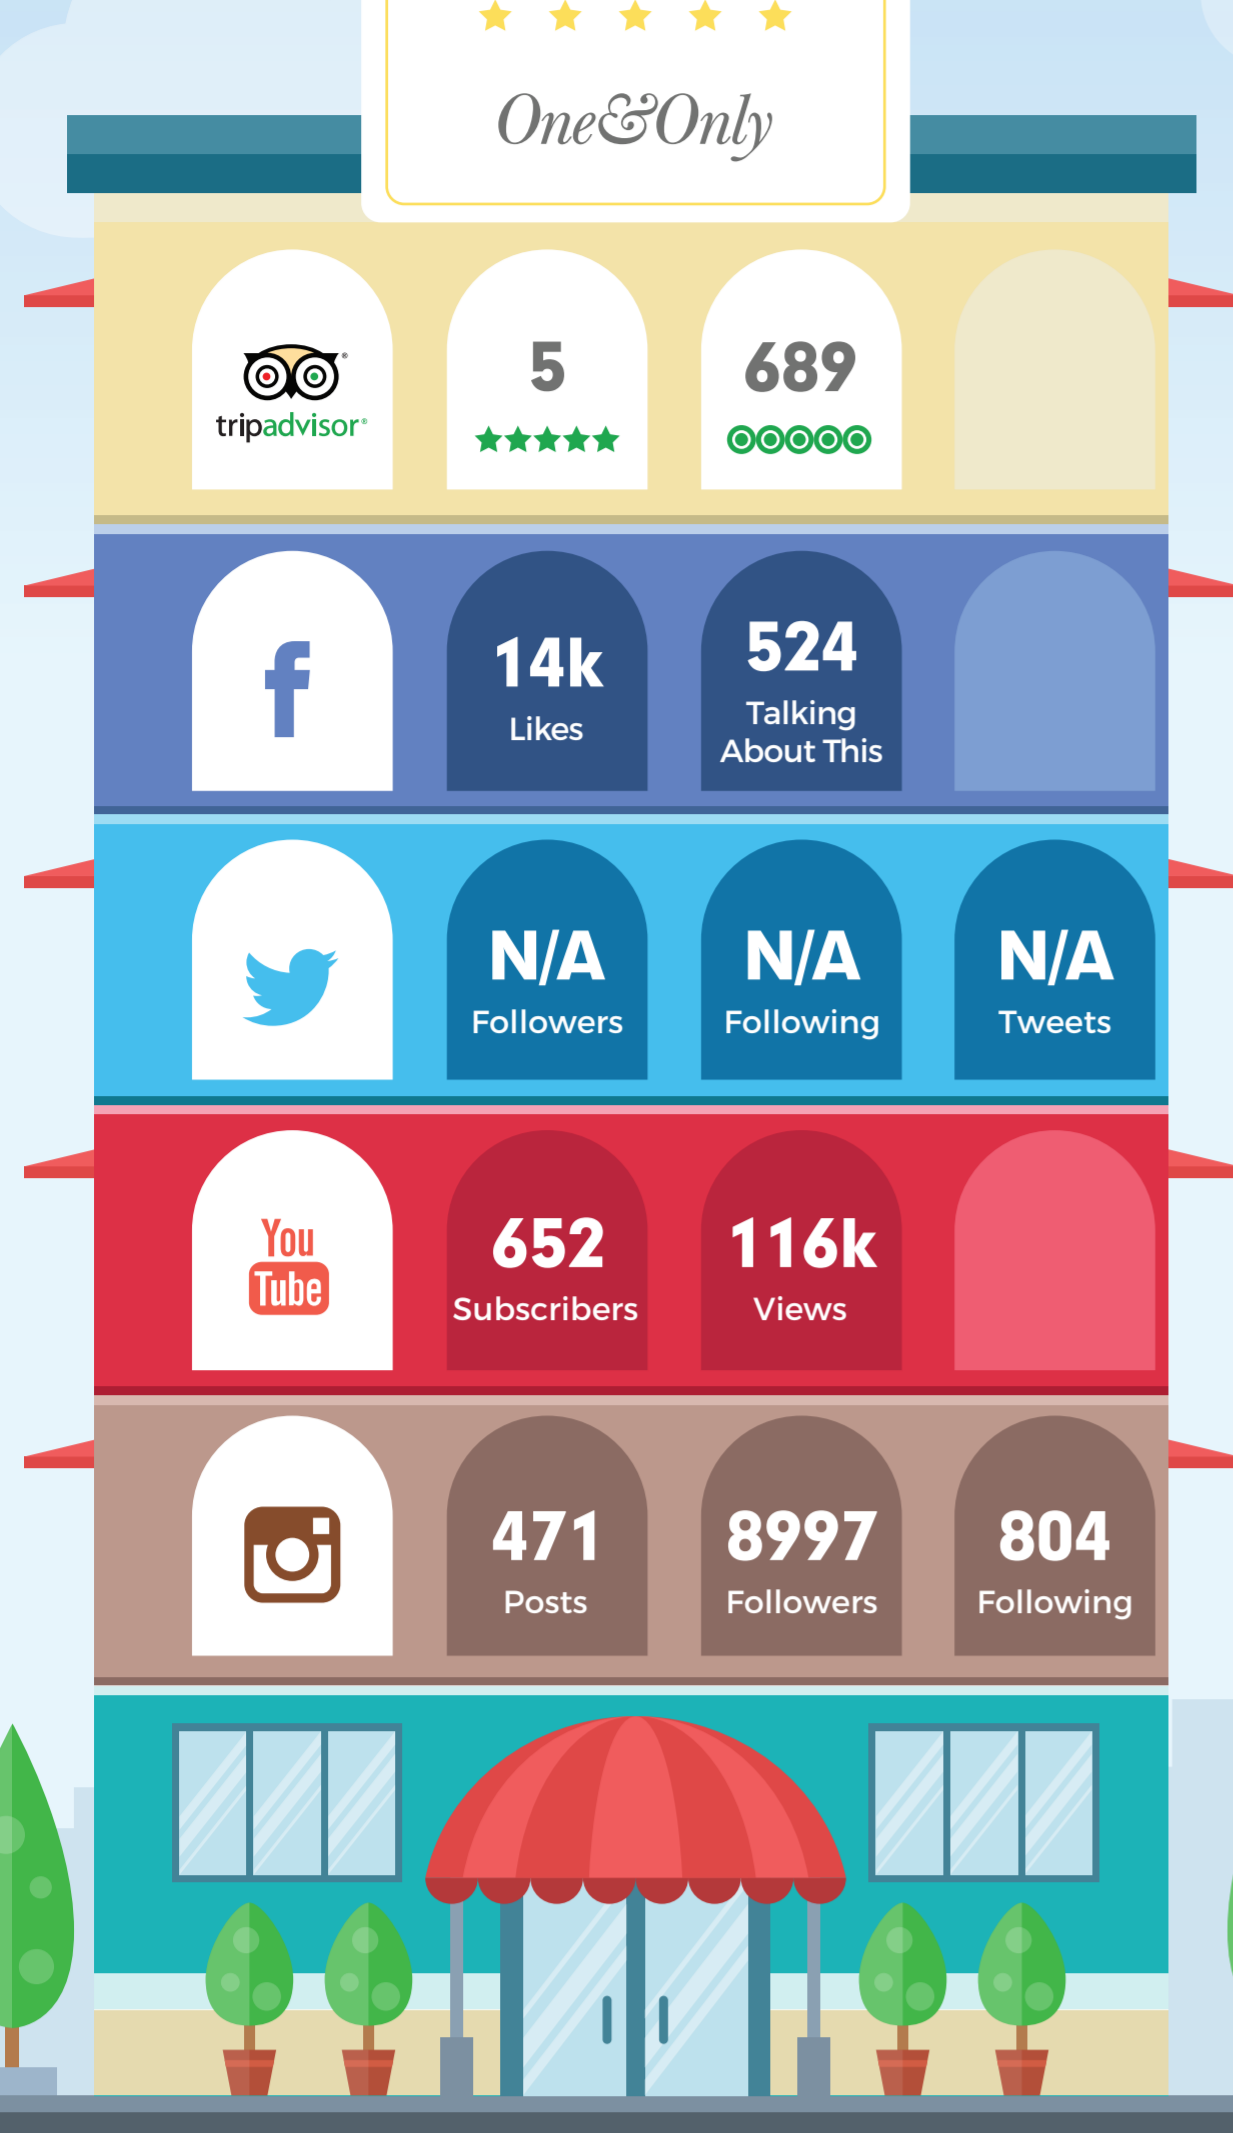 One&Only
tripadvisor®
5
689
14k
Likes
524
Talking
About This
N/A
Followers
N/A
Following
N/A
Tweets
You
Tube
652
Subscribers
116k
Views
471
Posts
8997
Followers
804
Following